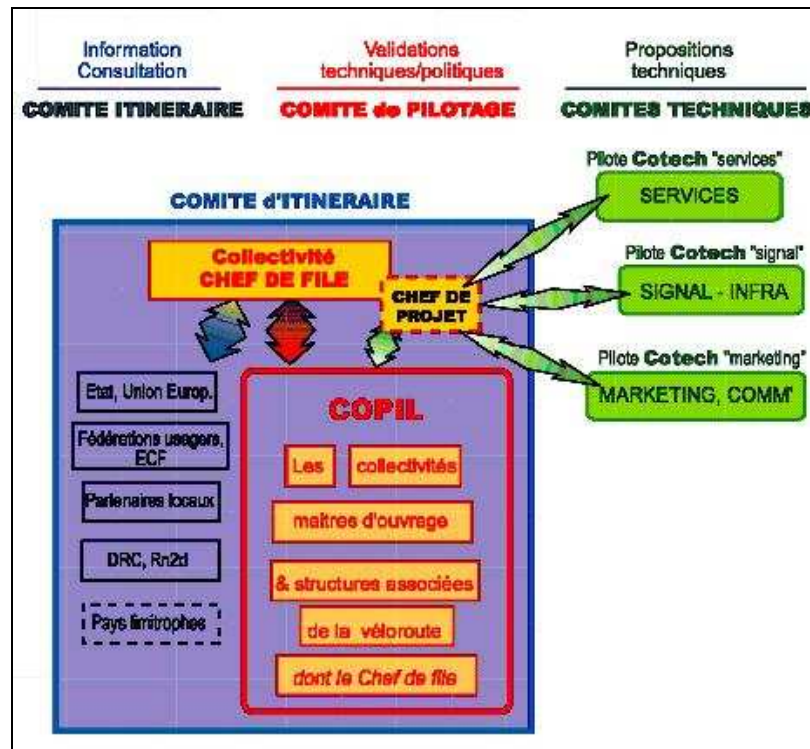 Information
Consultation
COMITE ITINERAIRE
Validations
techniques/politiques
COMITE de PILOTAGE
Propositions
techniques
COMITES TECHNIQUES
Pilote Cotech "services"
SERVICES
COMITE d'ITINERAIRE
Collectivité
CHEF DE FILE
CHEF DE
PROJET
Pilote Cotech "signal"
SIGNAL - INFRA
Pilote Cotech "marketing"
MARKETING, COMM'
Etat, Union Europ.
Fédérations usagers,
ECF
Partenaires locaux
DRC, Rn2d
Pays limitrophes
COPIL
Les collectivités
maitres d'ouvrage
& structures associées
de la véloroute
dont le Chef de file